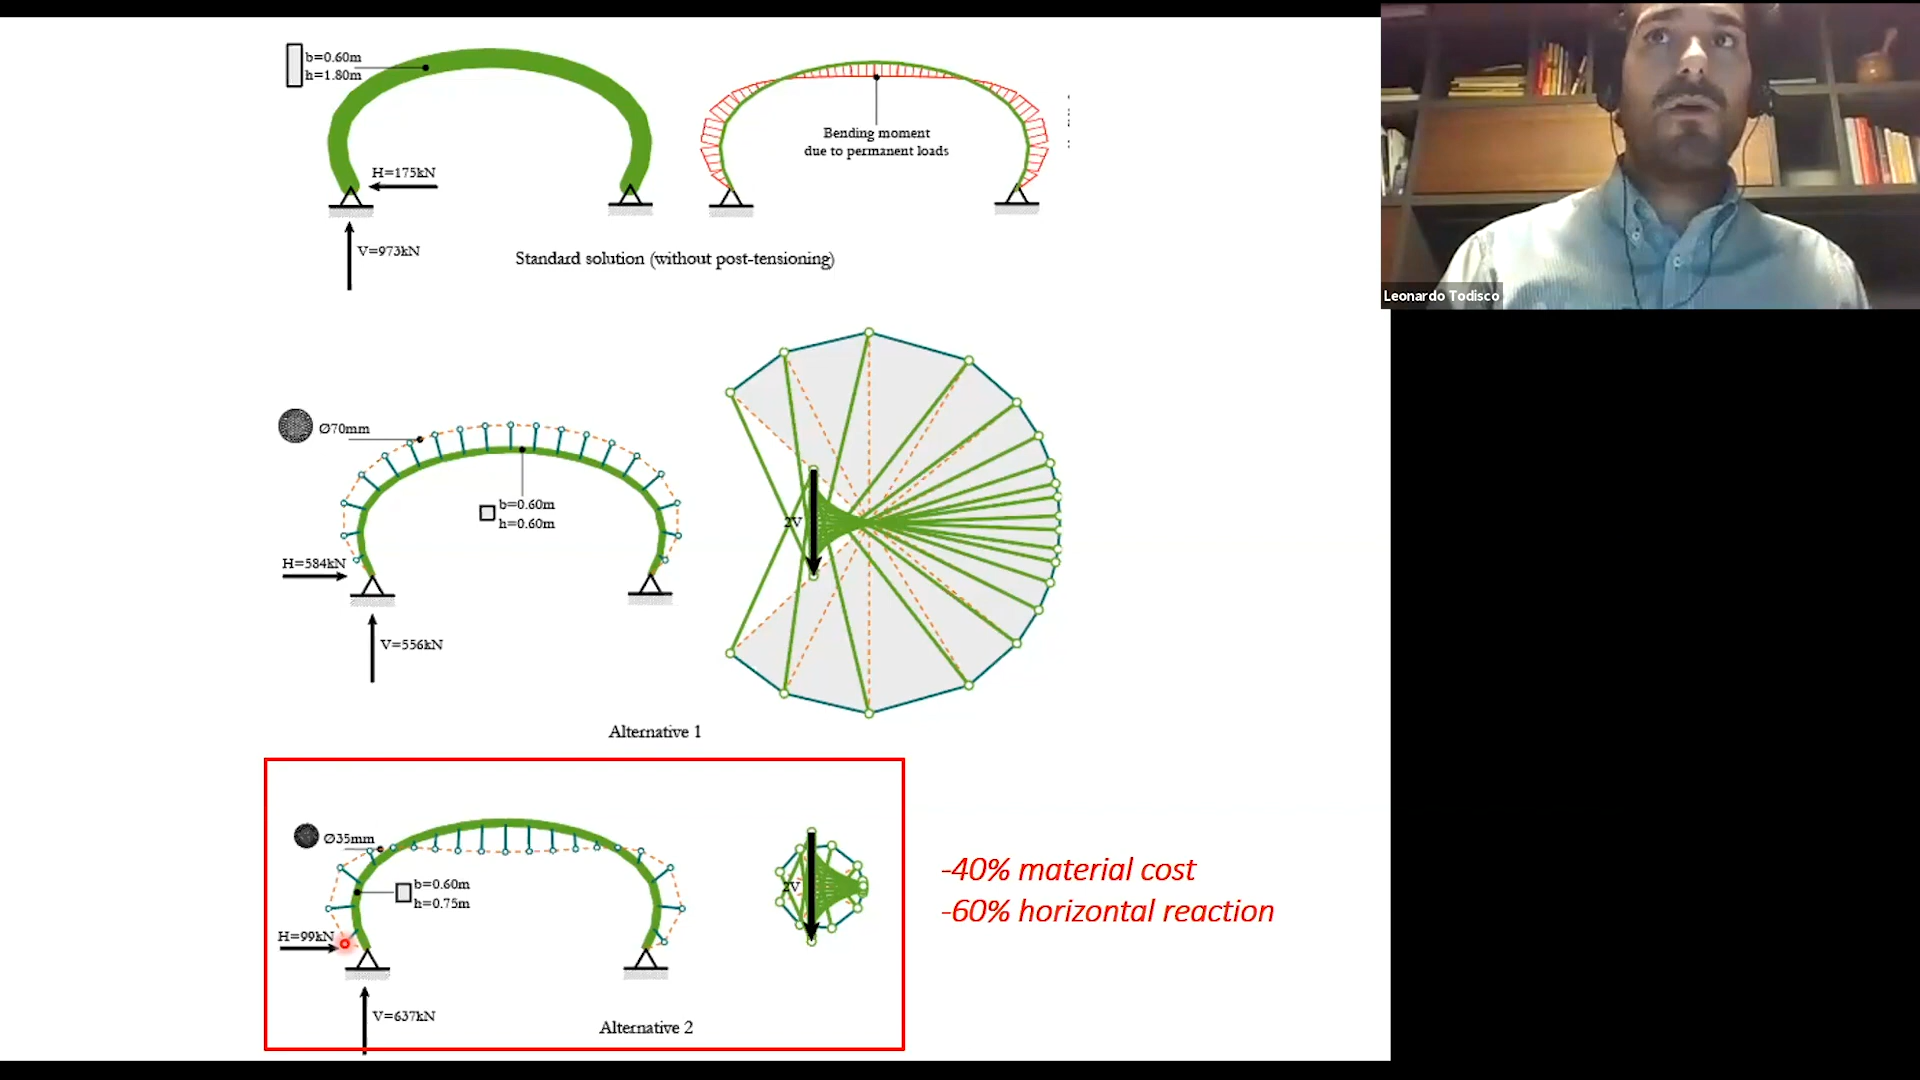 b=0.60m
h=1.80m
H=175kN
V=973kN
Bending moment
due to permanent loads
Standard solution (without post-tensioning)
Ø70mm
b=0.60m
h=0.60m
H=584kN
V=556kN
2V
Alternative 1
Ø35mm
b=0.60m
h=0.75m
H=99kN
V=637kN
2V
Alternative 2
-40% material cost
-60% horizontal reaction
Leonardo Todisco